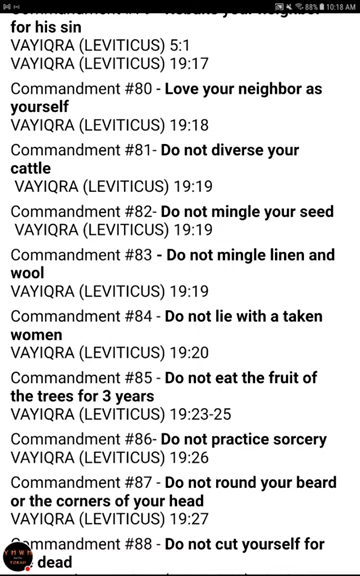 88% 10:18 AM
for his sin
VAYIQRA (LEVITICUS) 5:1
VAYIQRA (LEVITICUS) 19:17
Commandment #80 - Love your neighbor as
yourself
VAYIQRA (LEVITICUS) 19:18
Commandment #81- Do not diverse your
cattle
VAYIQRA (LEVITICUS) 19:19
Commandment #82- Do not mingle your seed
VAYIQRA (LEVITICUS) 19:19
Commandment #83 - Do not mingle linen and
wool
VAYIQRA (LEVITICUS) 19:19
Commandment #84 - Do not lie with a taken
women
VAYIQRA (LEVITICUS) 19:20
Commandment #85 - Do not eat the fruit of
the trees for 3 years
VAYIQRA (LEVITICUS) 19:23-25
Commandment #86- Do not practice sorcery
VAYIQRA (LEVITICUS) 19:26
Commandment #87 - Do not round your beard
or the corners of your head
VAYIQRA (LEVITICUS) 19:27
Commandment #88 - Do not cut yourself for
dead
YMWM
TORAH